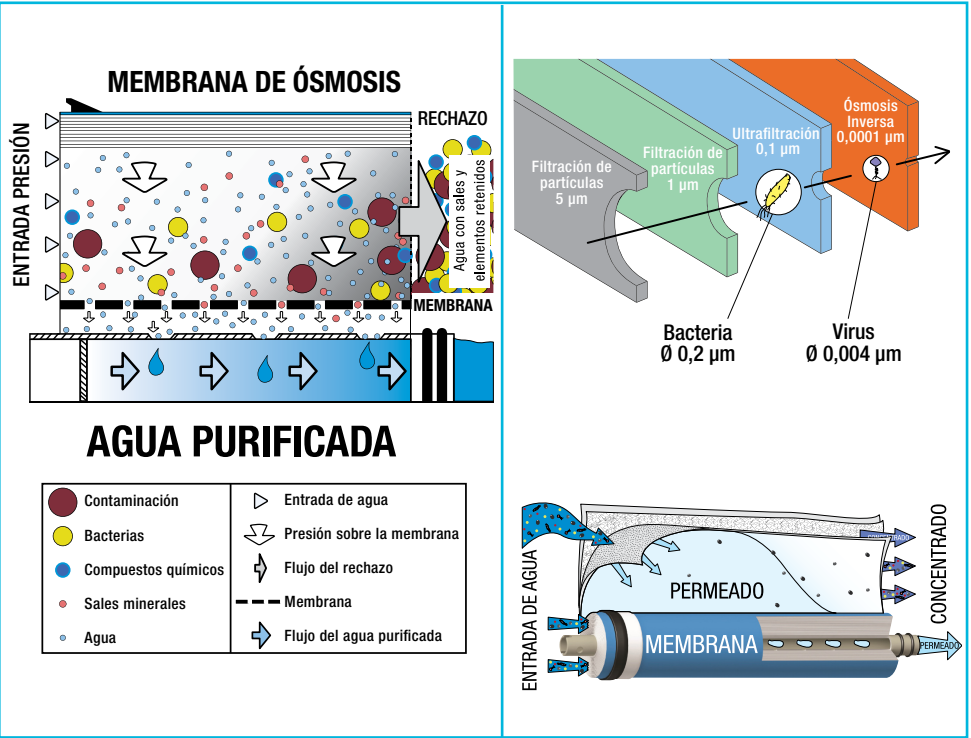 MEMBRANA DE ÓSMOSIS
ENTRADA PRESIÓN
RECHAZO
Agua con sales y
elementos retenidos
MEMBRANA
AGUA PURIFICADA
Contaminación
Bacterias
Compuestos químicos
Sales minerales
Agua
Entrada de agua
Presión sobre la membrana
Flujo del rechazo
Membrana
Flujo del agua purificada
Filtración de
partículas
5 µm
Filtración de
partículas
1 µm
Ultrafiltración
0,1 µm
Ósmosis
Inversa
0,0001 µm
Bacteria
Ø 0,2 µm
Virus
Ø 0,004 µm
ENTRADA DE AGUA
CONCENTRADO
PERMEADO
CONCENTRADO
MEMBRANA
PERMEADO